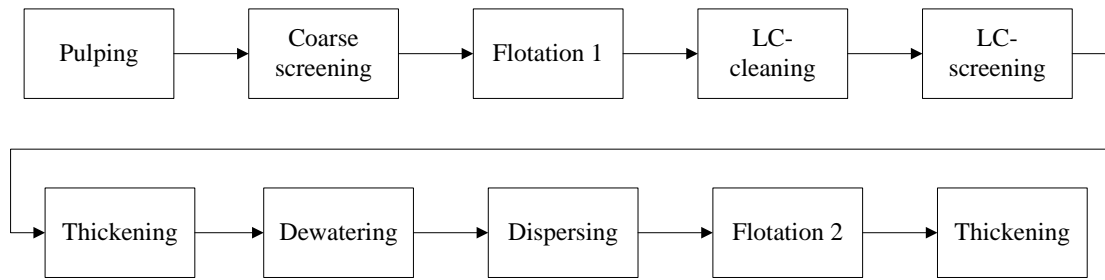 Pulping
Coarse
screening
Flotation 1
LC-
cleaning
LC-
screening
Thickening
Dewatering
Dispersing
Flotation 2
Thickening